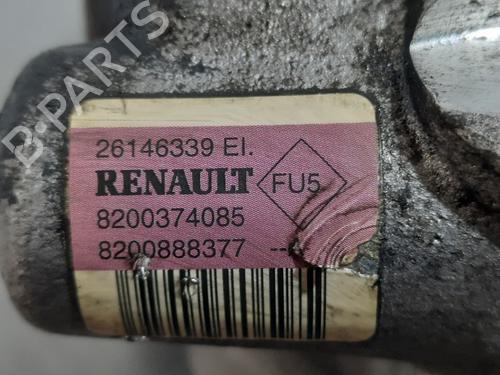 B-PARTS
26146339 EI.
RENAULT
FU5
8200374085
8200888377 --